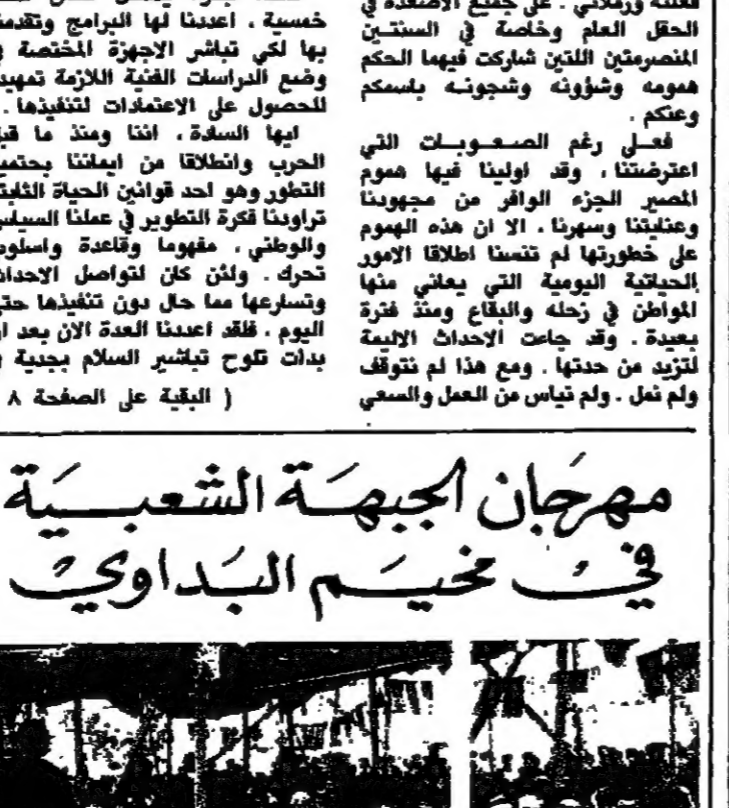 فعلته وزملائي . على جميع الاصعدة في
الحقل العام وخاصة في السنتين
المنصرمتين اللتين شاركت فيهما الحكم
همومه وشؤونه وشجونه باسمكم
وعنكم .
فعلى رغم الصعوبات التي
اعترضتنا ، وقد اولينا فيها هموم
المصير الجزء الوافر من مجهودنا
وعنايتنا وسهرنا . الا ان هذه الهموم
على خطورتها لم تنسنا اطلاقا الامور
الحياتية اليومية التي يعاني منها
المواطن في زحله والبقاع ومنذ فترة
بعيدة . وقد جاءت الاحداث الاليمة
لتزيد من حدتها . ومع هذا لم نتوقف
ولم نمل . ولم نياس من العمل والسعي
خمسية . اعددنا لها البرامج وتقدمنا
بها لكي تباشر الاجهزة المختصة
وضع الدراسات الفنية اللازمة تمهيدا
للحصول على الاعتمادات لتنفيذها .
ايها السادة ، اننا ومنذ ما قبل
الحرب وانطلاقا من ايماننا بحتمية
التطور وهو احد قوانين الحياة الثابتة
تراودنا فكرة التطوير في عملنا السياسي
والوطني . مفهوما وقاعدة واسلوب
تحرك . ولئن كان لتواصل الاحداث
وتسارعها مما حال دون تنفيذها حتى
اليوم . فلقد اعددنا العدة الان بعد ان
بدات تلوح تباشير السلام بجدية
( البقية على الصفحة ٨
مهرجان الجبهة الشعبية
في مخيم البداوي